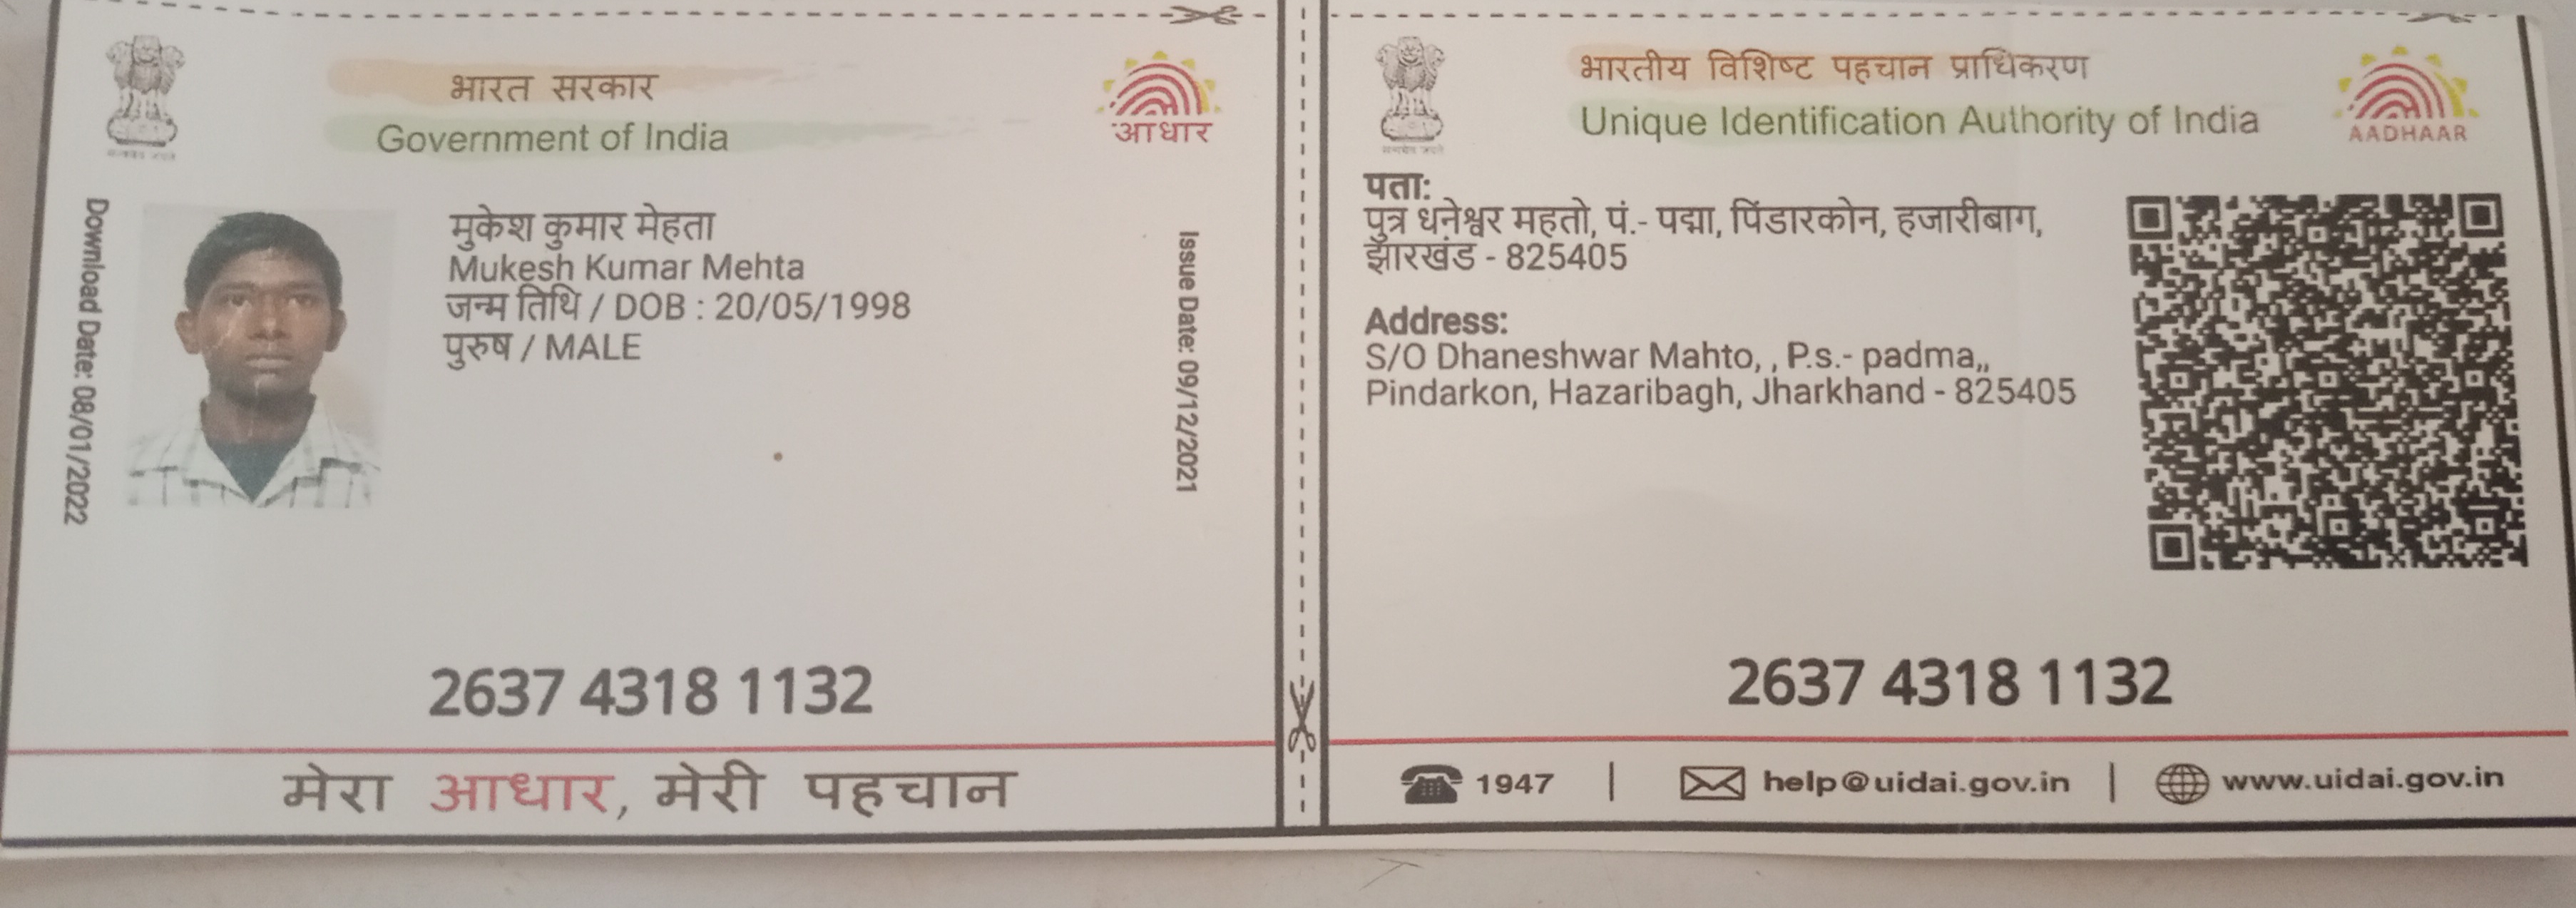 भारत सरकार
Government of India
आधार
Download Date: 08/01/2022
मुकेश कुमार मेहता
Mukesh Kumar Mehta
जन्म तिथि / DOB : 20/05/1998
पुरुष / MALE
Issue Date: 09/12/2021
2637 4318 1132
मेरा आधार, मेरी पहचान
भारतीय विशिष्ट पहचान प्राधिकरण
Unique Identification Authority of India
AADHAAR
पता:
पुत्र धनेश्वर महतो, पं.- पद्मा, पिंडारकोन, हजारीबाग,
झारखंड - 825405
Address:
S/O Dhaneshwar Mahto, , P.s.- padma,,
Pindarkon, Hazaribagh, Jharkhand - 825405
2637 4318 1132
1947 | help@uidai.gov.in | www.uidai.gov.in